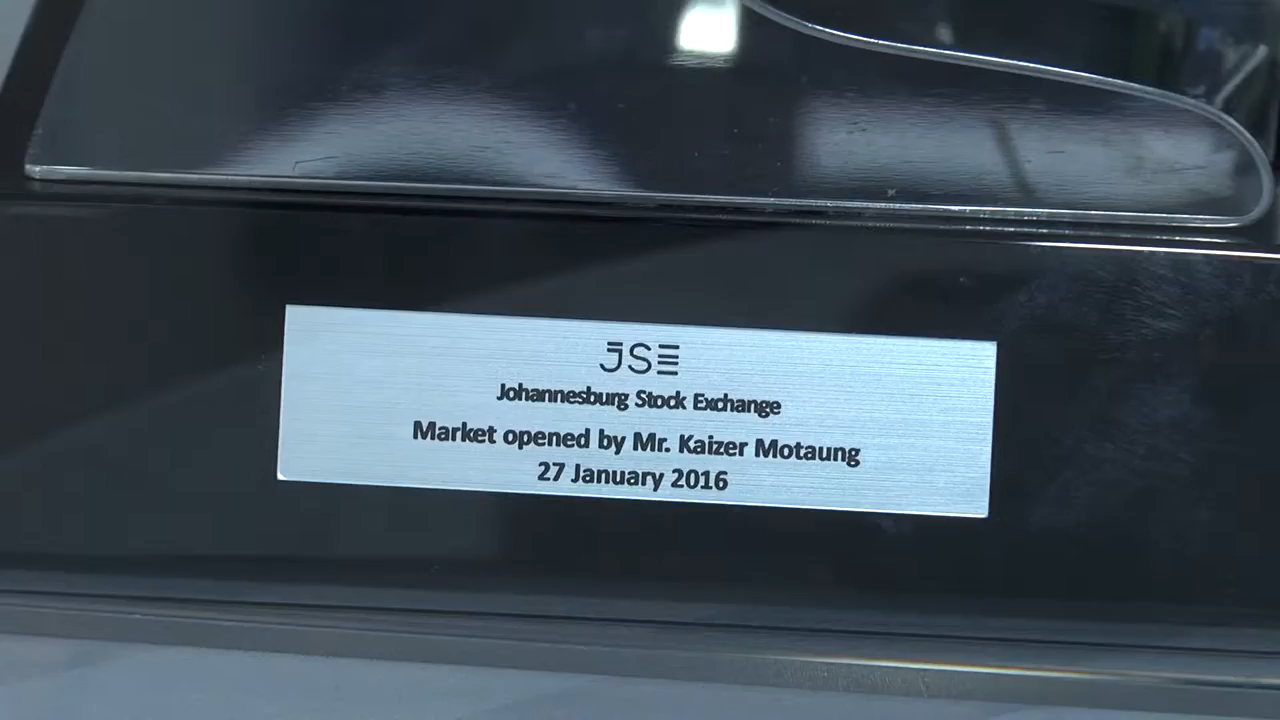 JSE
Johannesburg Stock Exchange
Market opened by Mr. Kaizer Motaung
27 January 2016